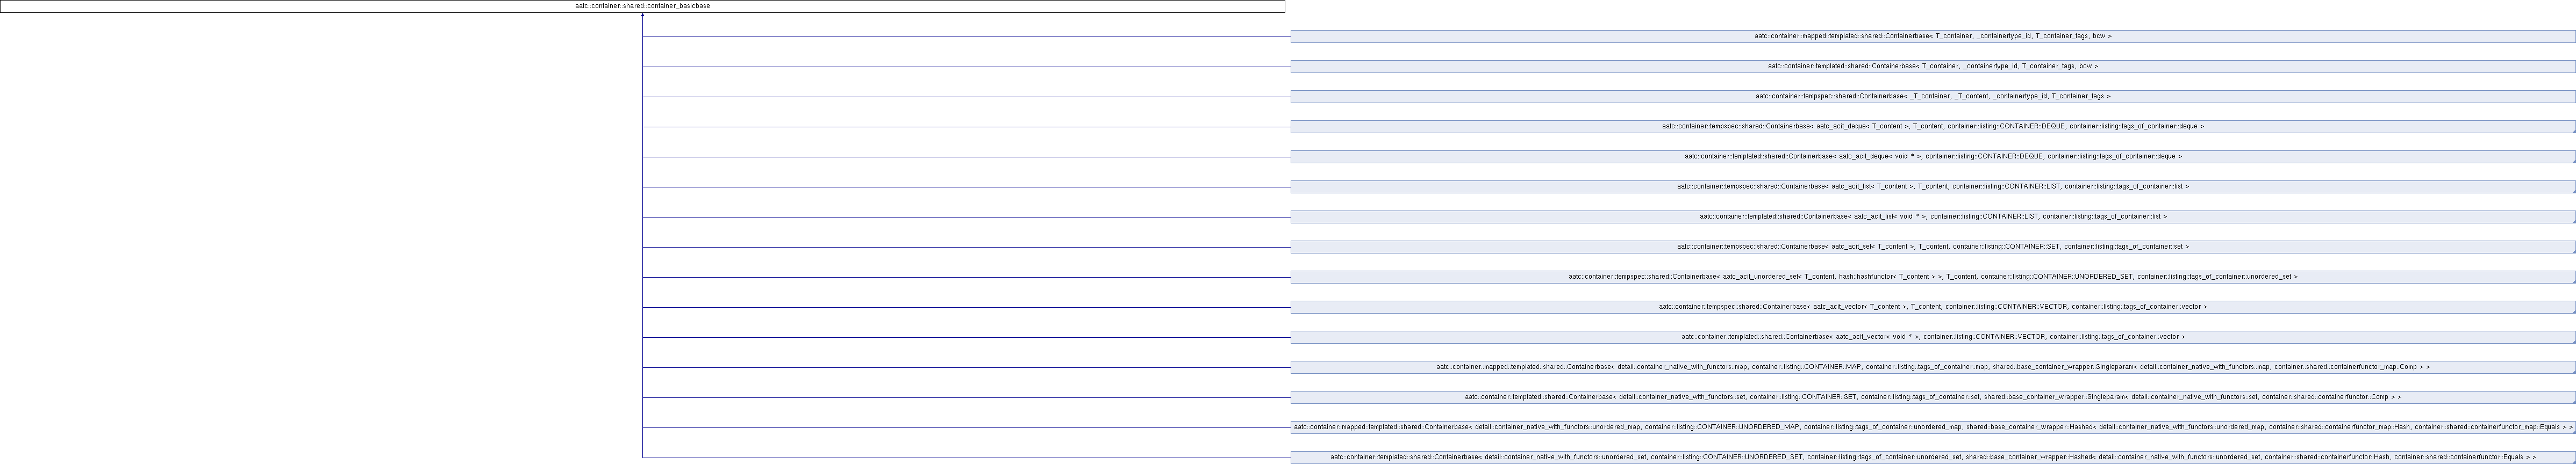 aatc::container::shared::container_basicbase
aatc::container::mapped::templated::shared::Containerbase< T_container, _containertype_id, T_container_tags, bcw >
aatc::container::templated::shared::Containerbase< T_container, _containertype_id, T_container_tags, bcw >
aatc::container::tempspec::shared::Containerbase< _T_container, _T_content, _containertype_id, T_container_tags >
aatc::container::tempspec::shared::Containerbase< aatc_acit_deque< T_content >, T_content, container::listing::CONTAINER::DEQUE, container::listing::tags_of_container::deque >
aatc::container::templated::shared::Containerbase< aatc_acit_deque< void * >, container::listing::CONTAINER::DEQUE, container::listing::tags_of_container::deque >
aatc::container::tempspec::shared::Containerbase< aatc_acit_list< T_content >, T_content, container::listing::CONTAINER::LIST, container::listing::tags_of_container::list >
aatc::container::templated::shared::Containerbase< aatc_acit_list< void * >, container::listing::CONTAINER::LIST, container::listing::tags_of_container::list >
aatc::container::tempspec::shared::Containerbase< aatc_acit_set< T_content >, T_content, container::listing::CONTAINER::SET, container::listing::tags_of_container::set >
aatc::container::tempspec::shared::Containerbase< aatc_acit_unordered_set< T_content, hash::hashfunctor< T_content > >, T_content, container::listing::CONTAINER::UNORDERED_SET, container::listing::tags_of_container::unordered_set >
aatc::container::tempspec::shared::Containerbase< aatc_acit_vector< T_content >, T_content, container::listing::CONTAINER::VECTOR, container::listing::tags_of_container::vector >
aatc::container::templated::shared::Containerbase< aatc_acit_vector< void * >, container::listing::CONTAINER::VECTOR, container::listing::tags_of_container::vector >
aatc::container::mapped::templated::shared::Containerbase< detail::container_native_with_functors::map, container::listing::CONTAINER::MAP, container::listing::tags_of_container::map, shared::base_container_wrapper::Singleparam< detail::container_native_with_functors::map, container::shared::containerfunctor_map::Comp > >
aatc::container::templated::shared::Containerbase< detail::container_native_with_functors::set, container::listing::CONTAINER::SET, container::listing::tags_of_container::set, shared::base_container_wrapper::Singleparam< detail::container_native_with_functors::set, container::shared::containerfunctor::Comp > >
aatc::container::mapped::templated::shared::Containerbase< detail::container_native_with_functors::unordered_map, container::listing::CONTAINER::UNORDERED_MAP, container::listing::tags_of_container::unordered_map, shared::base_container_wrapper::Hashed< detail::container_native_with_functors::unordered_map, container::shared::containerfunctor_map::Hash, container::shared::containerfunctor_map::Equals > >
aatc::container::templated::shared::Containerbase< detail::container_native_with_functors::unordered_set, container::listing::CONTAINER::UNORDERED_SET, container::listing::tags_of_container::unordered_set, shared::base_container_wrapper::Hashed< detail::container_native_with_functors::unordered_set, container::shared::containerfunctor::Hash, container::shared::containerfunctor::Equals > >